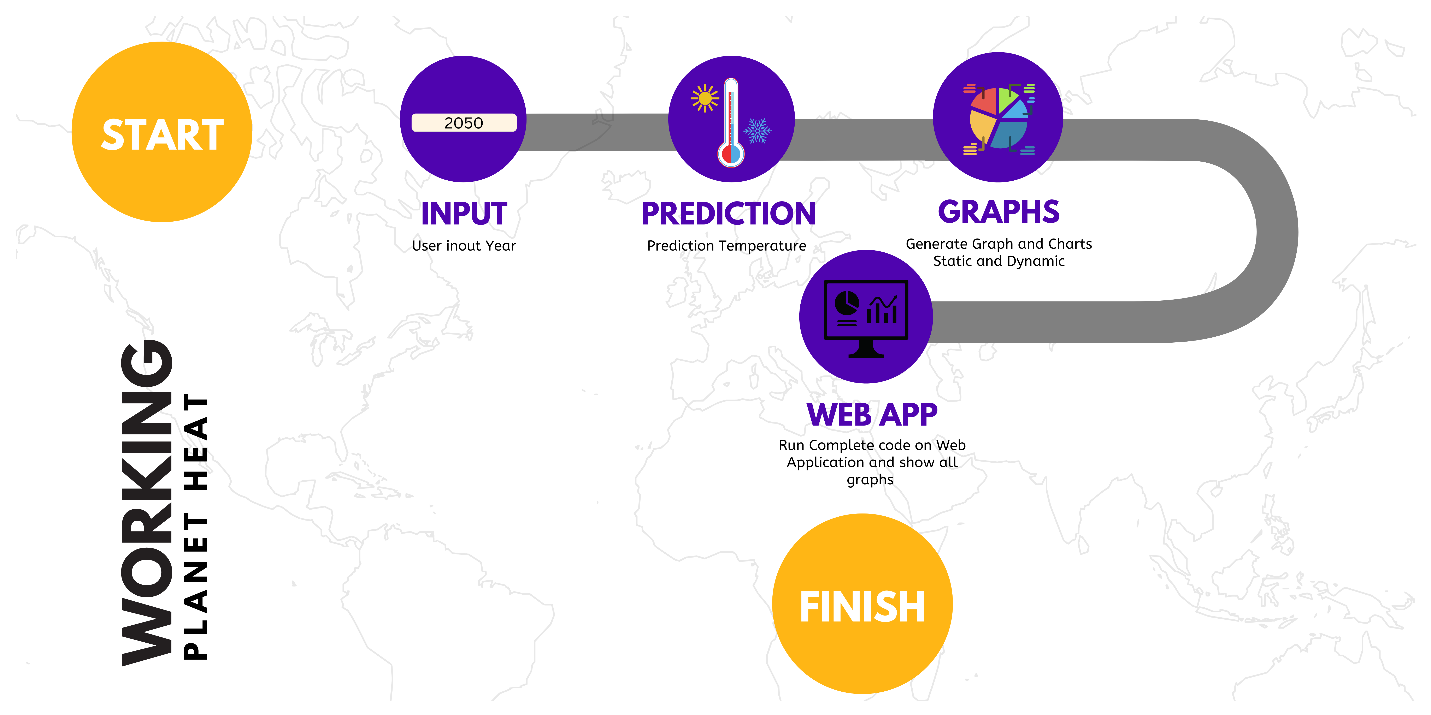 START
2050
INPUT
User inout Year
PREDICTION
Prediction Temperature
GRAPHS
Generate Graph and Charts
Static and Dynamic
WEB APP
Run Complete code on Web
Application and show all
graphs
FINISH
WORKING
PLANET HEAT